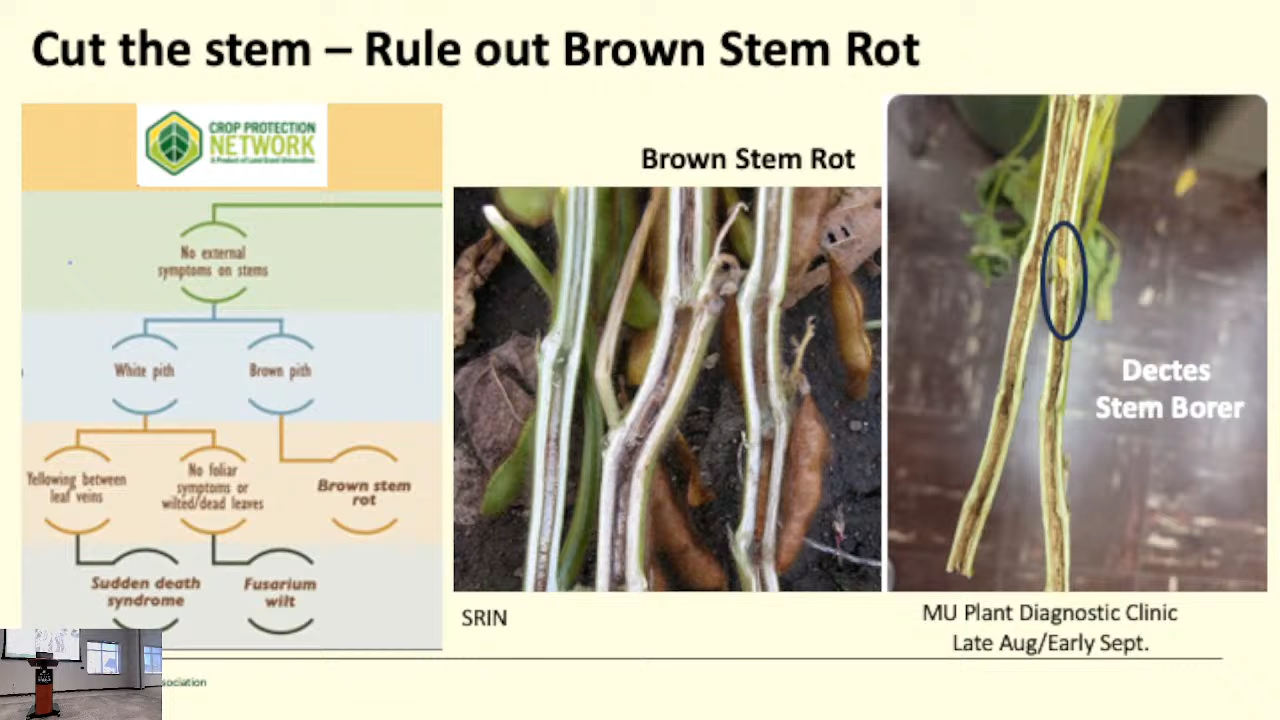 Cut the stem – Rule out Brown Stem Rot
CROP PROTECTION
NETWORK
A Product of Land Grant Universities
No external
symptoms on stems
White pith
Brown pith
Yellowing between
leaf veins
No foliar
symptoms or
wilted/dead leaves
Brown stem
rot
Sudden death
syndrome
Fusarium
wilt
Brown Stem Rot
SRIN
Dectes
Stem Borer
MU Plant Diagnostic Clinic
Late Aug/Early Sept.
sociation